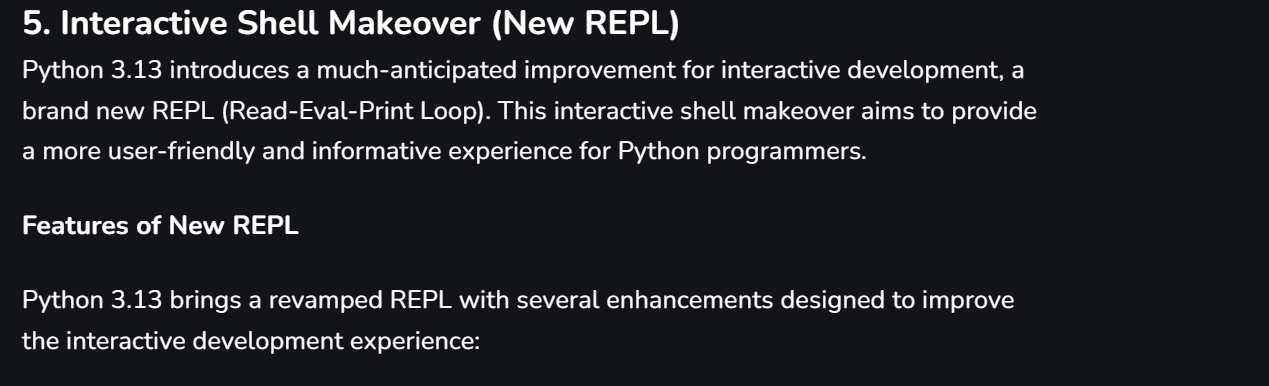 5. Interactive Shell Makeover (New REPL)
Python 3.13 introduces a much-anticipated improvement for interactive development, a
brand new REPL (Read-Eval-Print Loop). This interactive shell makeover aims to provide
a more user-friendly and informative experience for Python programmers.
Features of New REPL
Python 3.13 brings a revamped REPL with several enhancements designed to improve
the interactive development experience: